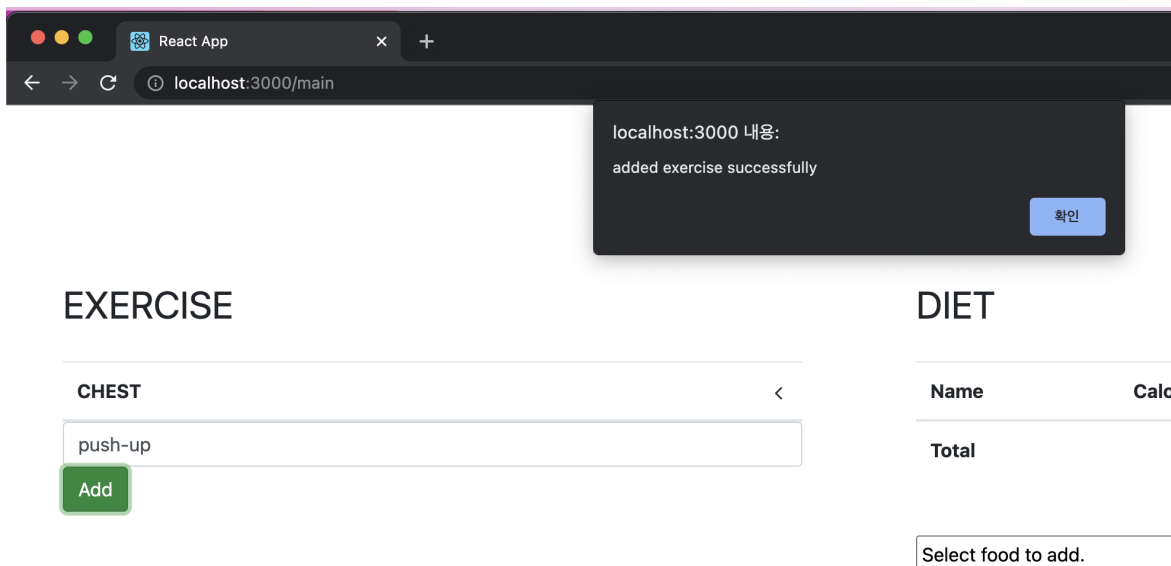 React App
localhost:3000/main
localhost:3000 내용:
added exercise successfully
확인
EXERCISE
CHEST
push-up
Add
DIET
Name Calo
Total
Select food to add.